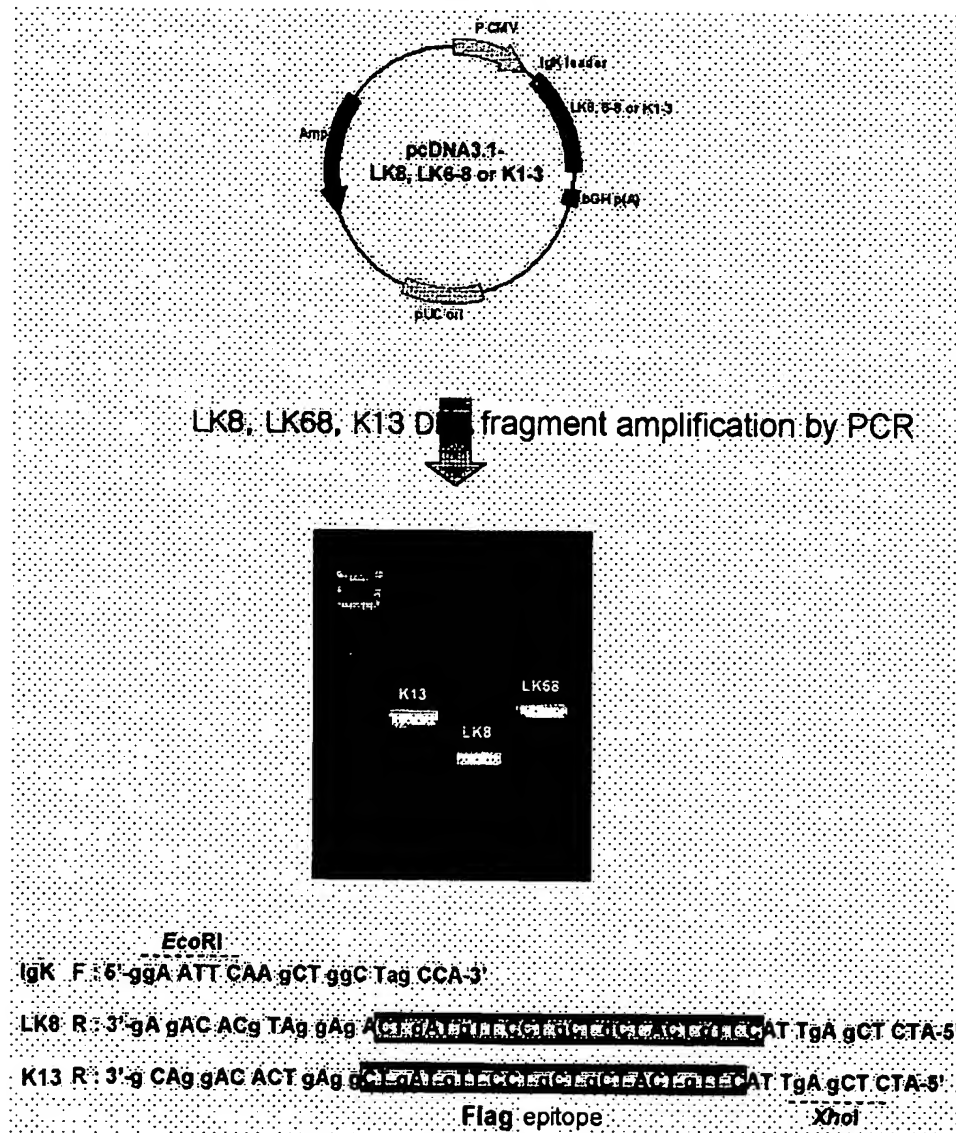 P CMV
IgK leader
LK8, 6-8 or K1-3
Amp
pcDNA3.1-
LK8, LK6-8 or K1-3
bGH p(A)
pUC ori
LK8, LK68, K13 fragment amplification by PCR
K13
LK68
LK8
EcoRI
IgK F : 5'-ggA ATT CAA gCT ggC Tag CCA-3'
LK8 R : 3'-gA gAC ACg TAg gAg CAT TgA gCT CTA-5'
K13 R : 3'-g CAg gAC ACT gAg CAT TgA gCT CTA-5'
Flag epitope
XhoI